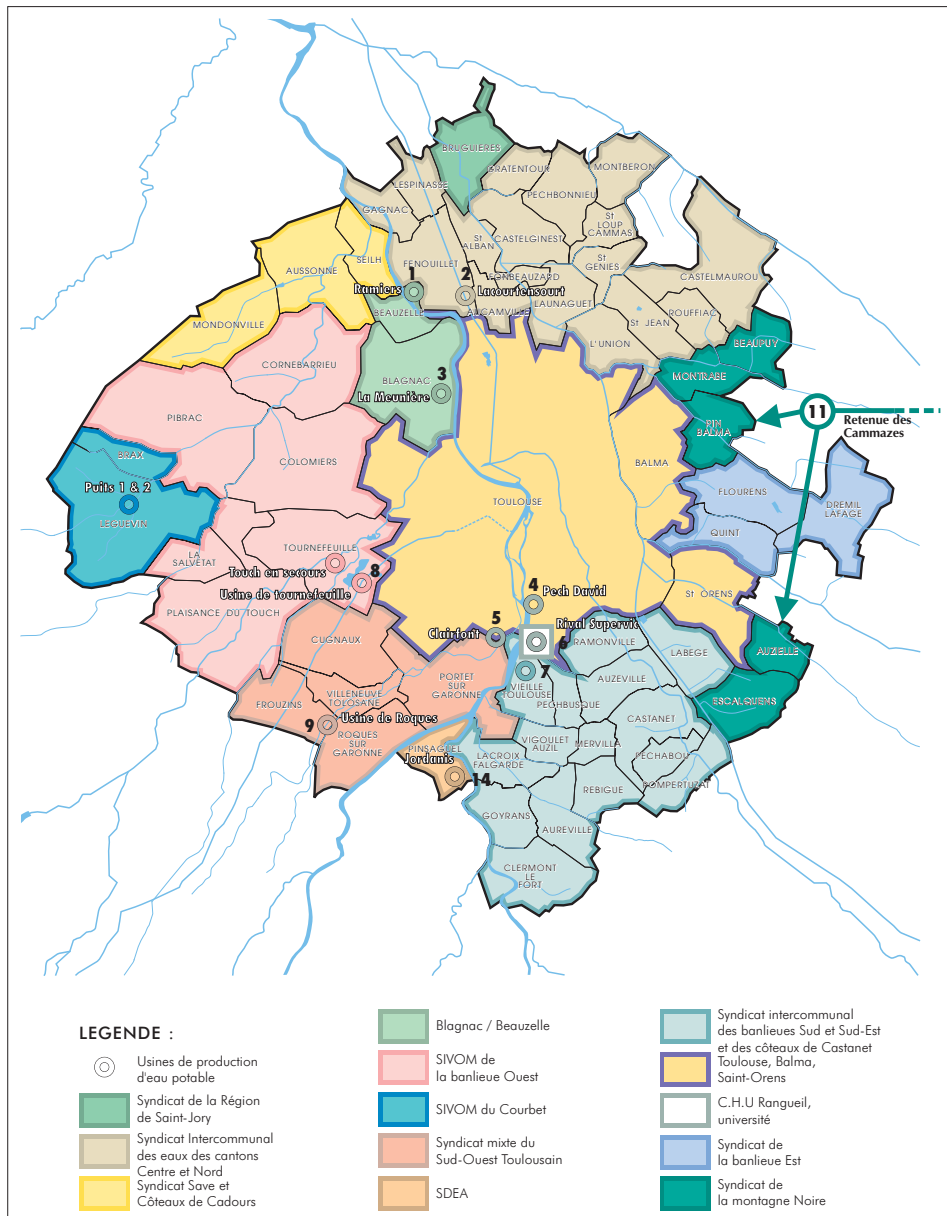 BRUGUIERES
BRATENTOUR
MONTBERON
LESPINASSE
PECHBONNIEU
GAGNAC
St
LOUP
CAMMAS
St
ALBAN
CASTELGINEST
SEILH
FENOUILLET
St
GENIES
AUSSONNE
FONBEAUZARD
CASTELMAUROU
1
2
Ramiers
Lacourtensourt
LAUNAGUET
BEAUZELLE
AUCAMVILLE
ROUFFIAC
St JEAN
MONDONVILLE
L'UNION
BEAUPUY
CORNEBARRIEU
MONTRABE
3
BLAGNAC
La Meunière
11
PIBRAC
Retenue des
Cammazes
PIN
BALMA
BRAX
COLOMIERS
BALMA
Puits 1 & 2
FLOURENS
TOULOUSE
DREMIL
LAFAGE
LEGUEVIN
QUINT
TOURNEFEUILLE
LA
SALVETAT
Touch en secours
8
Usine de tournefeuille
4
Pech David
St ORENS
PLAISANCE DU TOUCH
5
Rival Supervic
Clairfont
6
CUGNAUX
RAMONVILLE
LABEGE
AUZELLE
7
PORTET
SUR
GARONNE
AUZEVILLE
VIEILLE
TOULOUSE
VILLENEUVE
TOLOSANE
ESCALQUENS
FROUZINS
PECHBUSQUE
9
Usine de Roques
CASTANET
ROQUES
SUR
GARONNE
VIGOULET
AUZIL
MERVILLA
PINSAGUEL
LACROIX
FALGARDE
PECHABOU
Jordanis
14
REBIGUE
POMPERTUZAT
GOYRANS
AUREVILLE
CLERMONT
LE
FORT
LEGENDE :
Usines de production
d'eau potable
Syndicat de la Région
de Saint-Jory
Syndicat Intercommunal
des eaux des cantons
Centre et Nord
Syndicat Save et
Côteaux de Cadours
Blagnac / Beauzelle
SIVOM de
la banlieue Ouest
SIVOM du Courbet
Syndicat mixte du
Sud-Ouest Toulousain
SDEA
Syndicat intercommunal
des banlieues Sud et Sud-Est
et des côteaux de Castanet
Toulouse, Balma,
Saint-Orens
C.H.U Rangueil,
université
Syndicat de
la banlieue Est
Syndicat de
la montagne Noire